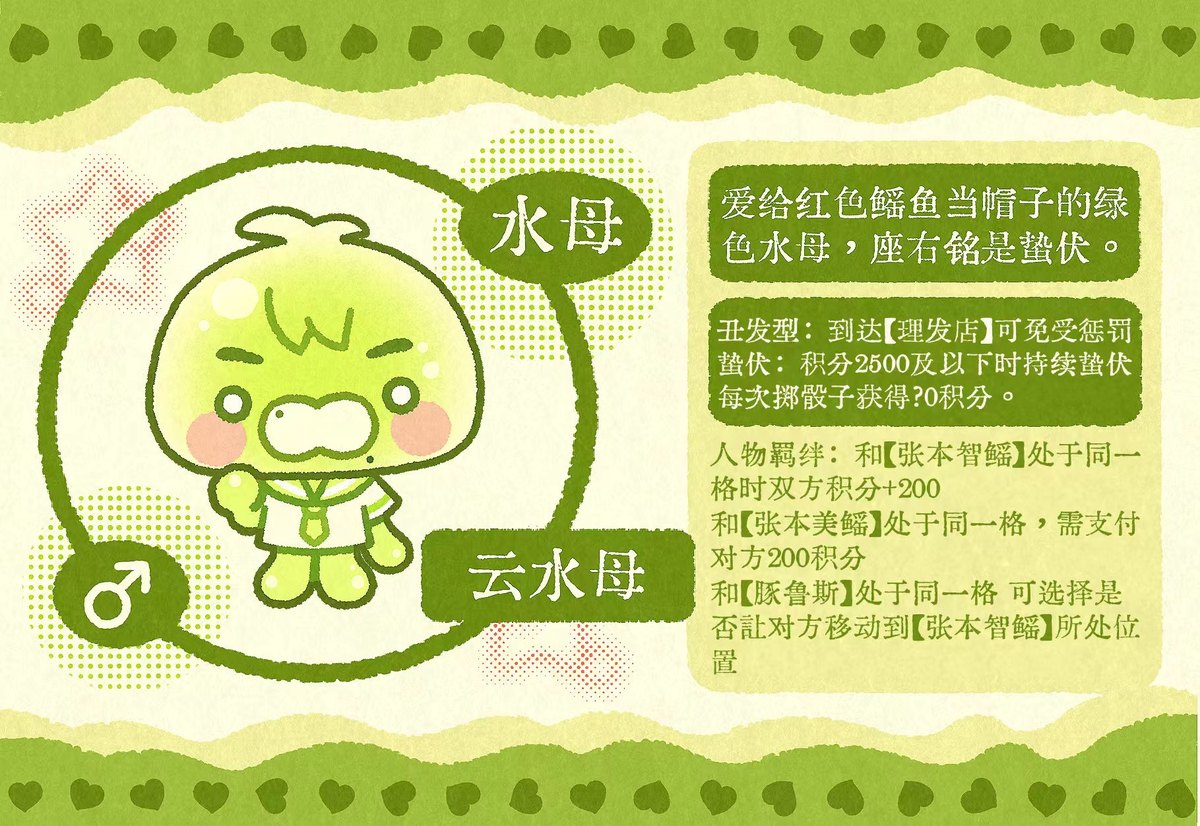 水母
爱给红色鳐鱼当帽子的绿
色水母，座右铭是蛰伏。
丑发型：到达【理发店】可免受惩罚
蛰伏：积分2500及以下时持续蛰伏
每次掷骰子获得?0积分。
人物羁绊：和【张本智鳐】处于同一
格时双方积分+200
和【张本美鳐】处于同一格，需支付
对方200积分
和【豚鲁斯】处于同一格 可选择是
否訨对方移动到【张本智鳐】所处位
置
云水母
♂